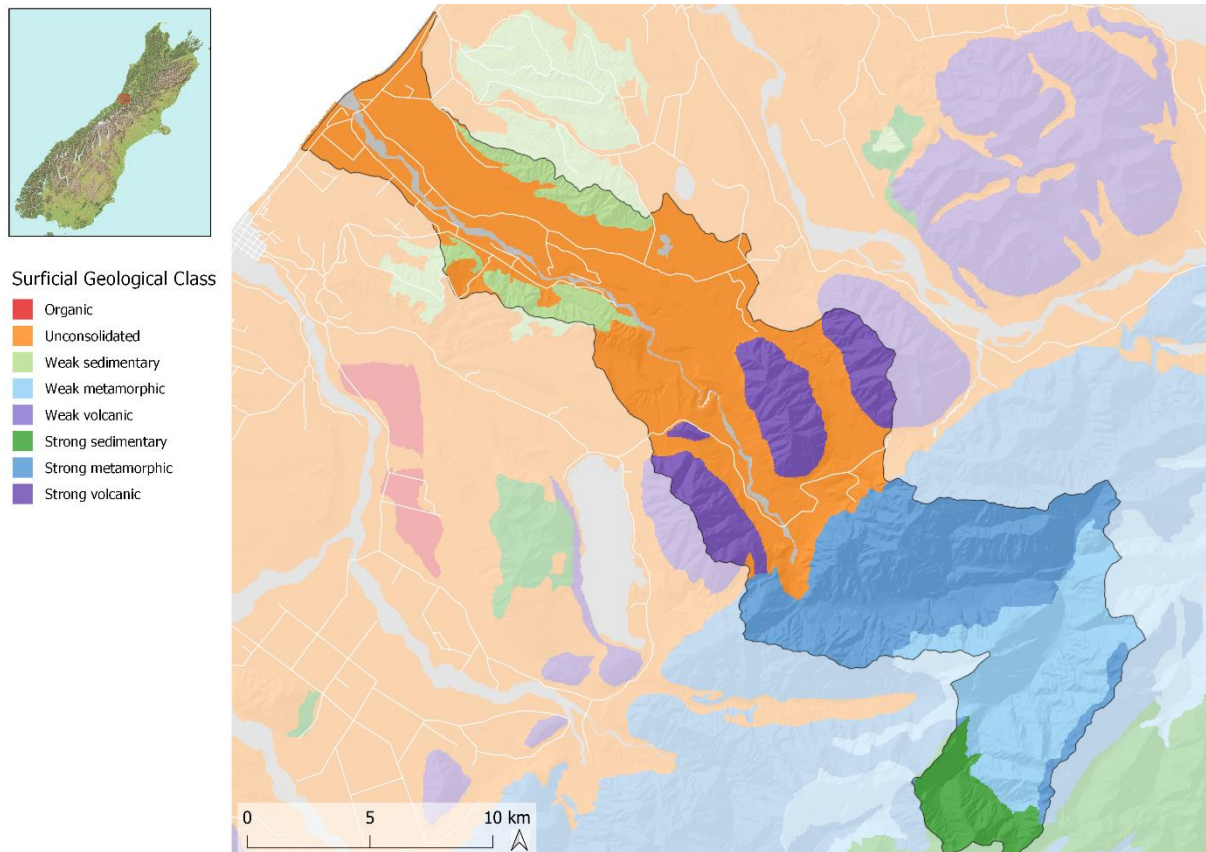 Surficial Geological Class
Organic
Unconsolidated
Weak sedimentary
Weak metamorphic
Weak volcanic
Strong sedimentary
Strong metamorphic
Strong volcanic
0 5 10 km